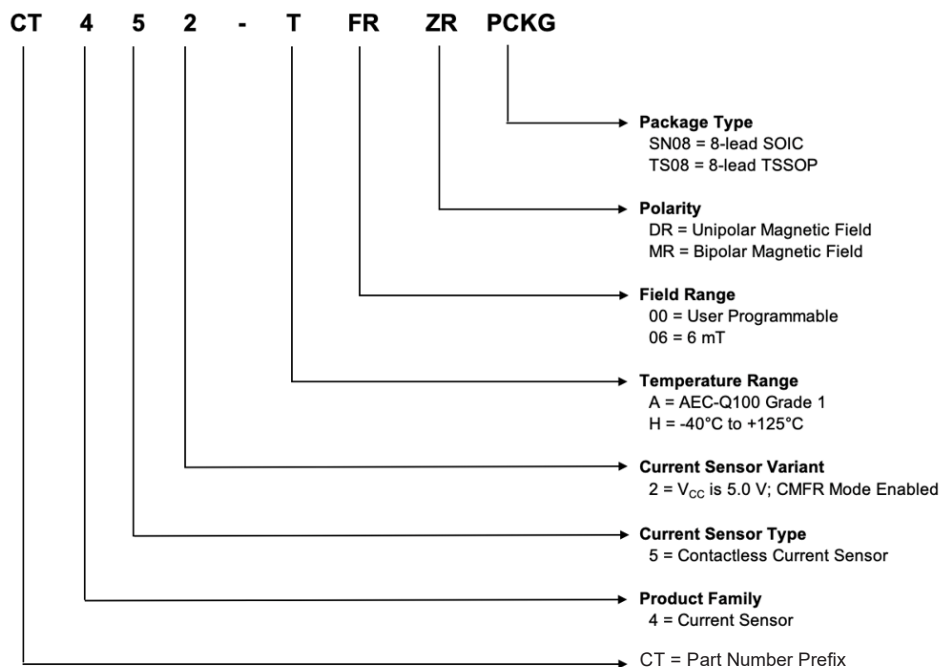 CT 4 5 2 - T FR ZR PCKG
Package Type
SN08 = 8-lead SOIC
TS08 = 8-lead TSSOP
Polarity
DR = Unipolar Magnetic Field
MR = Bipolar Magnetic Field
Field Range
00 = User Programmable
06 = 6 mT
Temperature Range
A = AEC-Q100 Grade 1
H = -40°C to +125°C
Current Sensor Variant
2 = VCC is 5.0 V; CMFR Mode Enabled
Current Sensor Type
5 = Contactless Current Sensor
Product Family
4 = Current Sensor
CT = Part Number Prefix